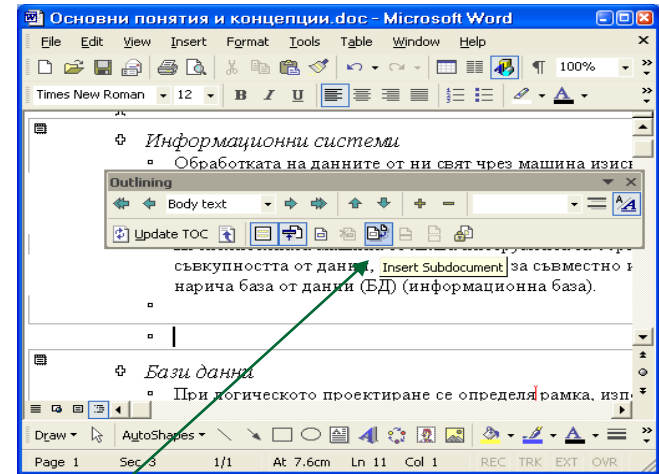 Основни понятия и концепции.doc - Microsoft Word
File Edit View Insert Format Tools Table Window Help
100%
Times New Roman 12 B I U A
Информационни системи
Обработката на данните от ни свят чрез машина
Outlining
Body text
Update TOC
съвкупността от данни, Insert Subdocument за съвместно и
нарича база от данни (БД) (информационна база).
Бази данни
При логическото проектиране се определя рамка, изп
Draw AutoShapes A
Page 1 Sec 3 1/1 At 7.6cm Ln 11 Col 1 REC TRK EXT OVR